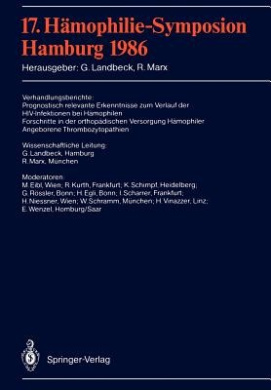 17. Hämophilie-Symposion
Hamburg 1986
Herausgeber: G. Landbeck, R. Marx
Verhandlungsberichte:
Prognostisch relevante Erkenntnisse zum Verlauf der
HIV-Infektionen bei Hämophilen
Fortschritte in der orthopädischen Versorgung Hämophiler
Angeborene Thrombozytopathien
Wissenschaftliche Leitung:
G. Landbeck, Hamburg
R. Marx, München
Moderatoren
M. Eibl, Wien; R. Kurth, Frankfurt; K. Schimpf, Heidelberg;
G. Rössler, Bonn; H. Egli, Bonn; I. Scharrer, Frankfurt;
H. Niessner, Wien; W. Schramm, München; H. Vinazzer, Linz;
E. Wenzel, Homburg/Saar
Springer-Verlag